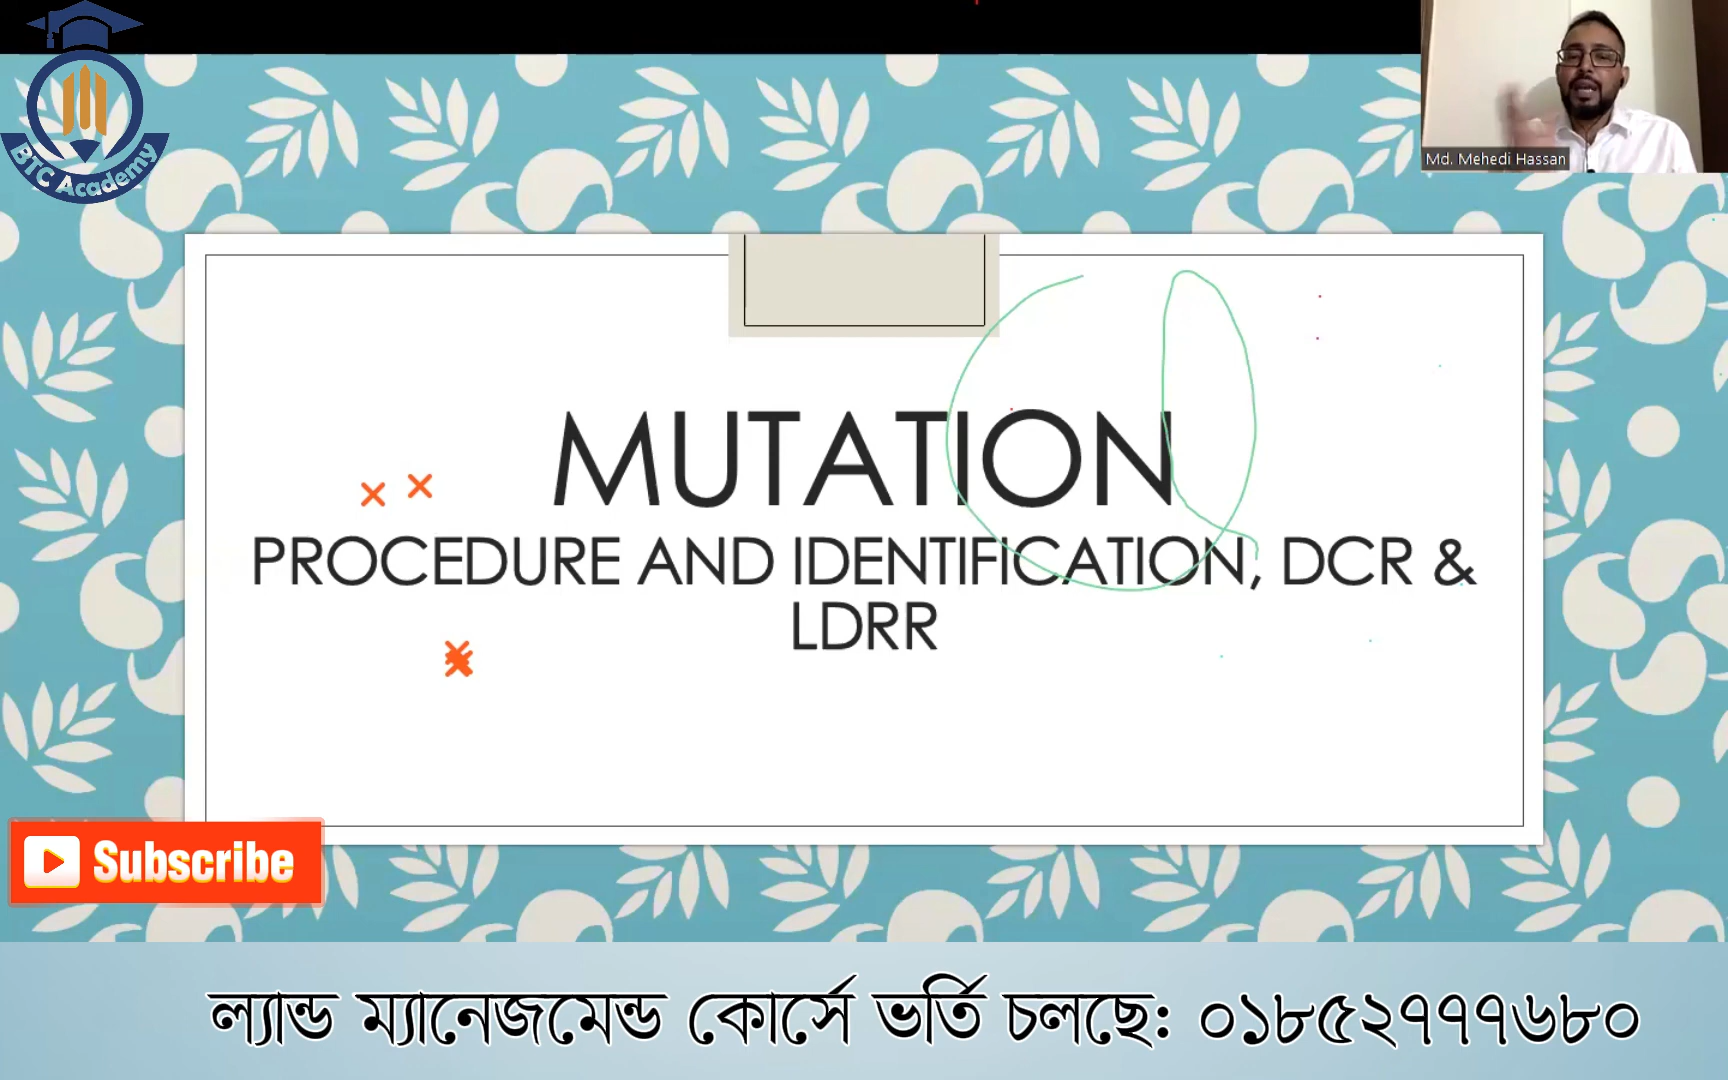 BTC Academy
Md. Mehedi Hassan
MUTATION
PROCEDURE AND IDENTIFICATION, DCR &
LDRR
Subscribe
ল্যান্ড ম্যানেজমেন্ড কোর্সে ভর্তি চলছে: ০১৮৫২৭৭৭৬৮০